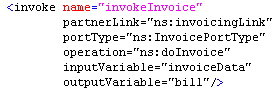 <invoke name="invokeInvoice"
partnerLink="ns:invoicingLink"
portType="ns:InvoicePortType"
operation="ns:doInvoice"
inputVariable="invoiceData"
outputVariable="bill"/>